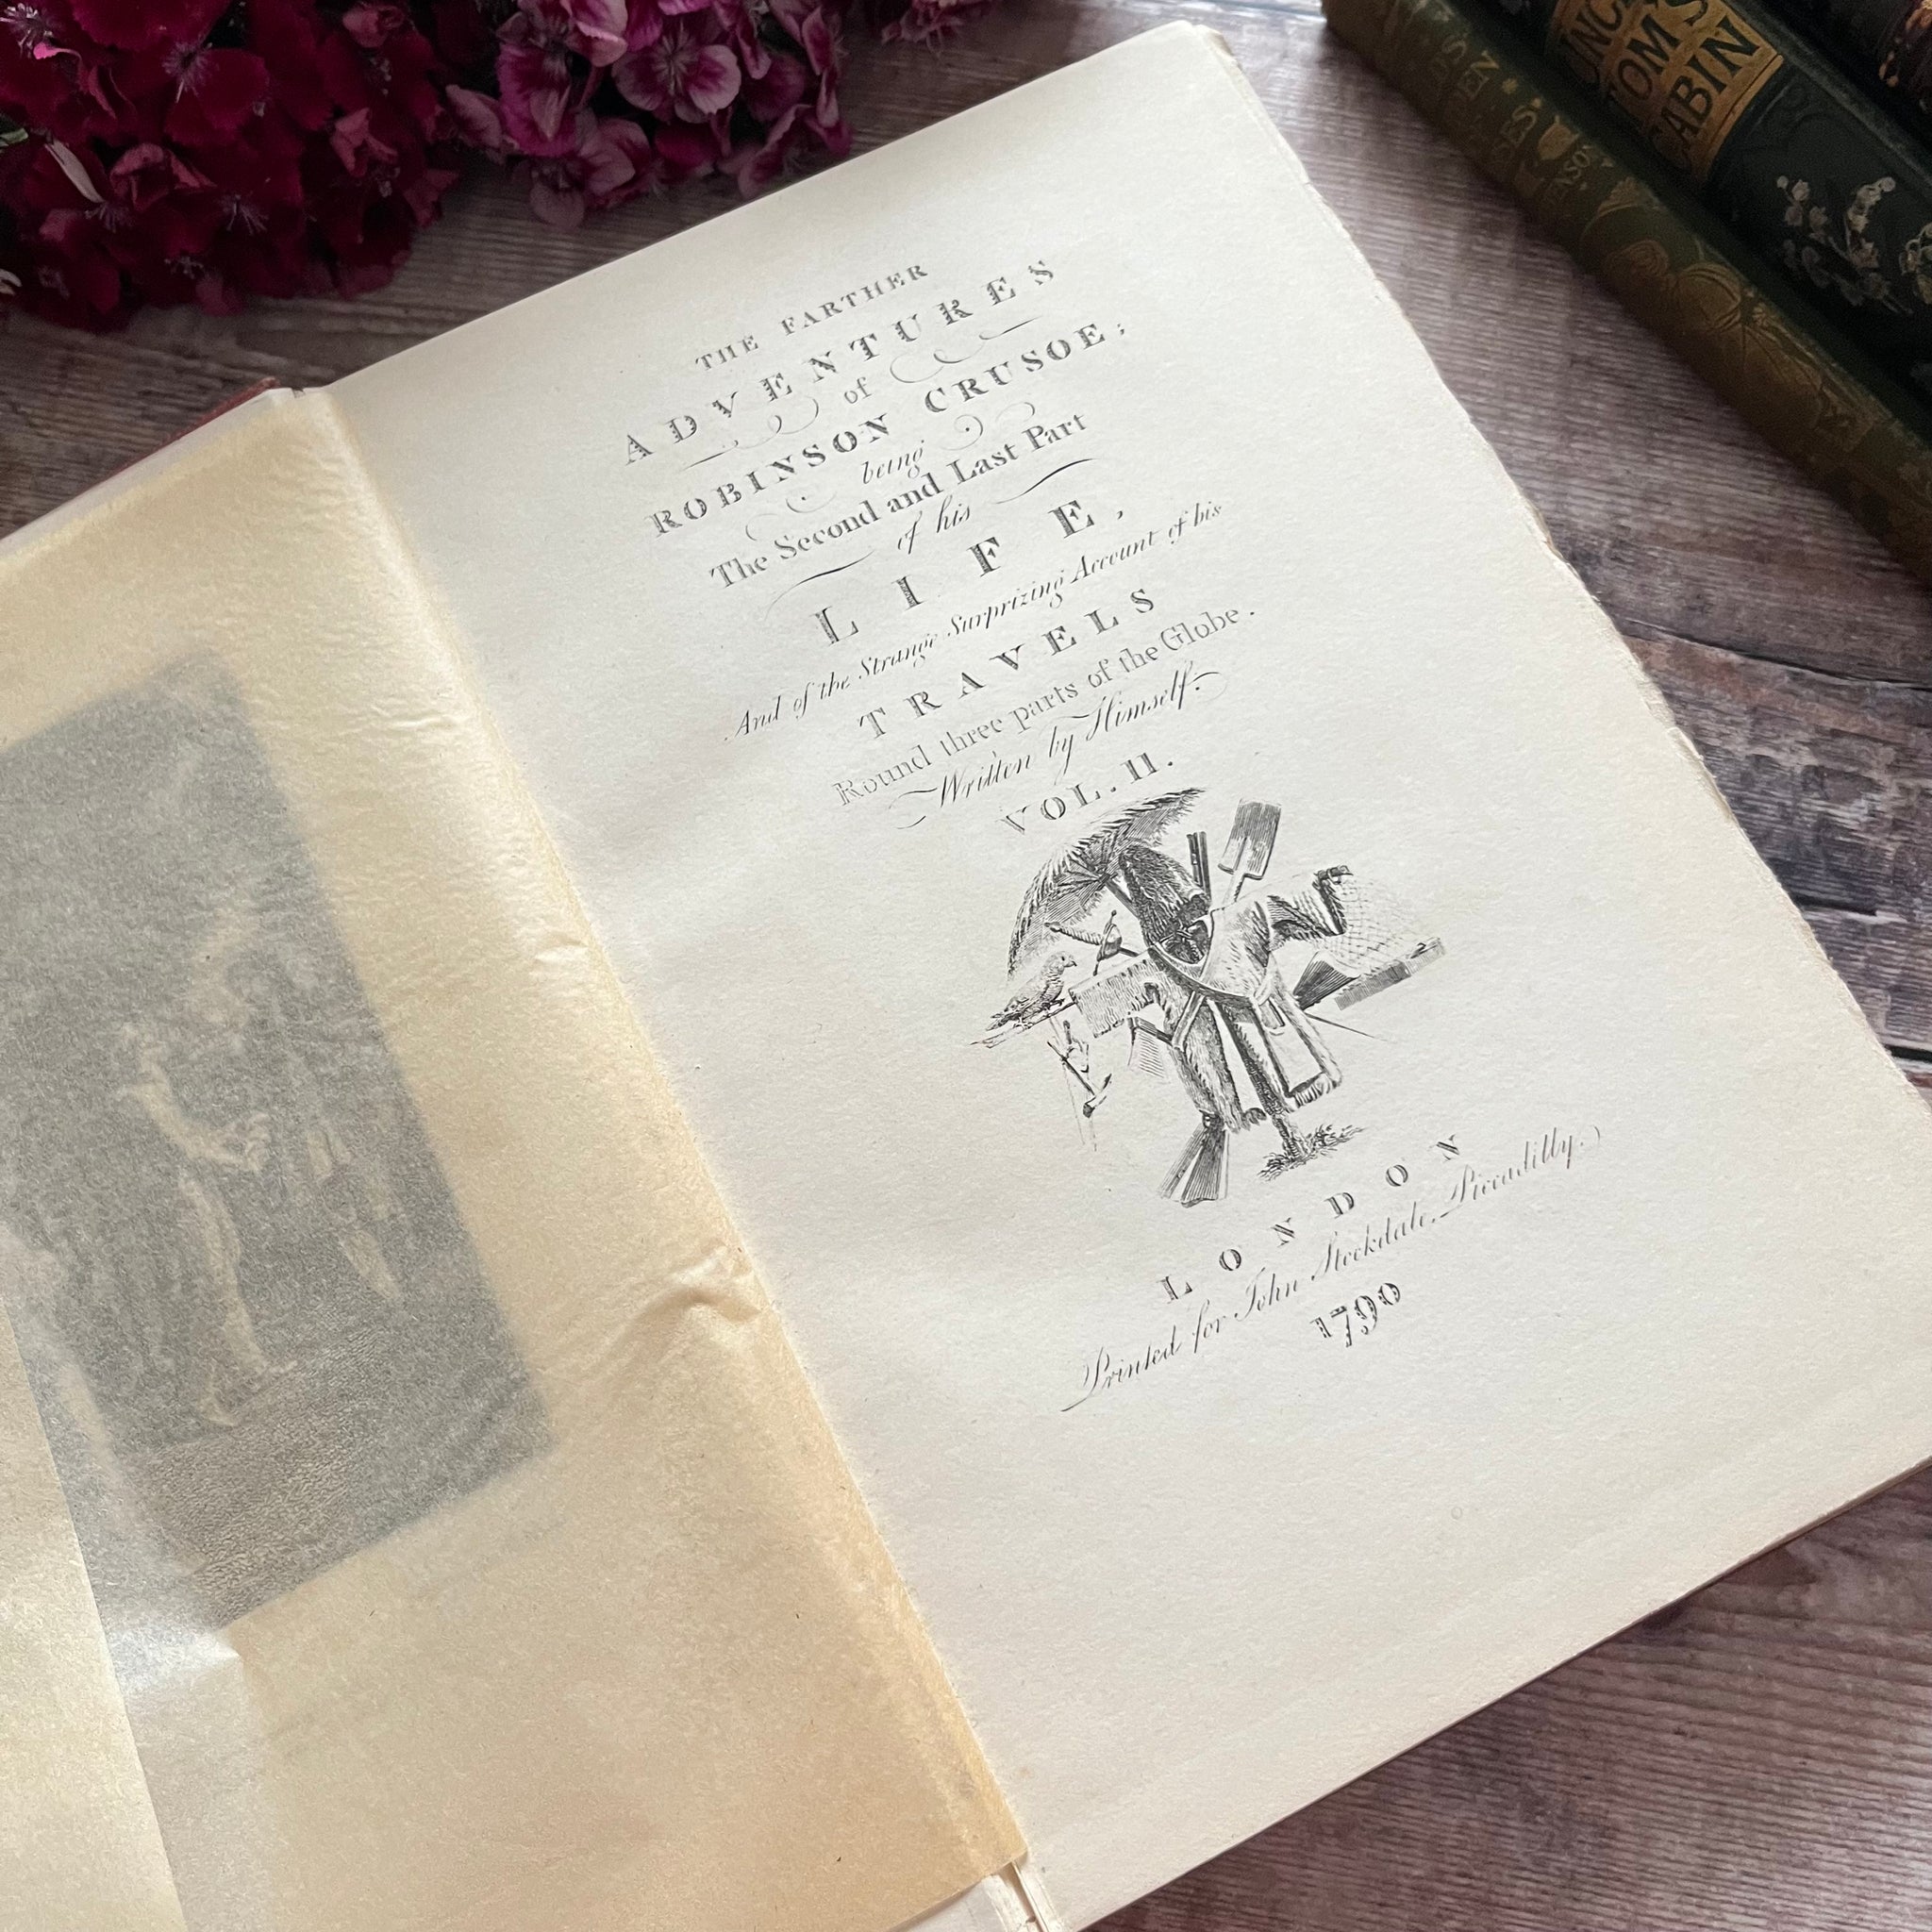 THE FARTHER
ADVENTURES
of
ROBINSON CRUSOE;
being
The Second and Last Part
of his
LIFE,
And of the Strange Surprizing Account of his
TRAVELS
Round three parts of the Globe.
Written by Himself.
VOL. II.
LONDON
Printed for John Stockdale, Piccadilly.
1790
TOM
CABIN